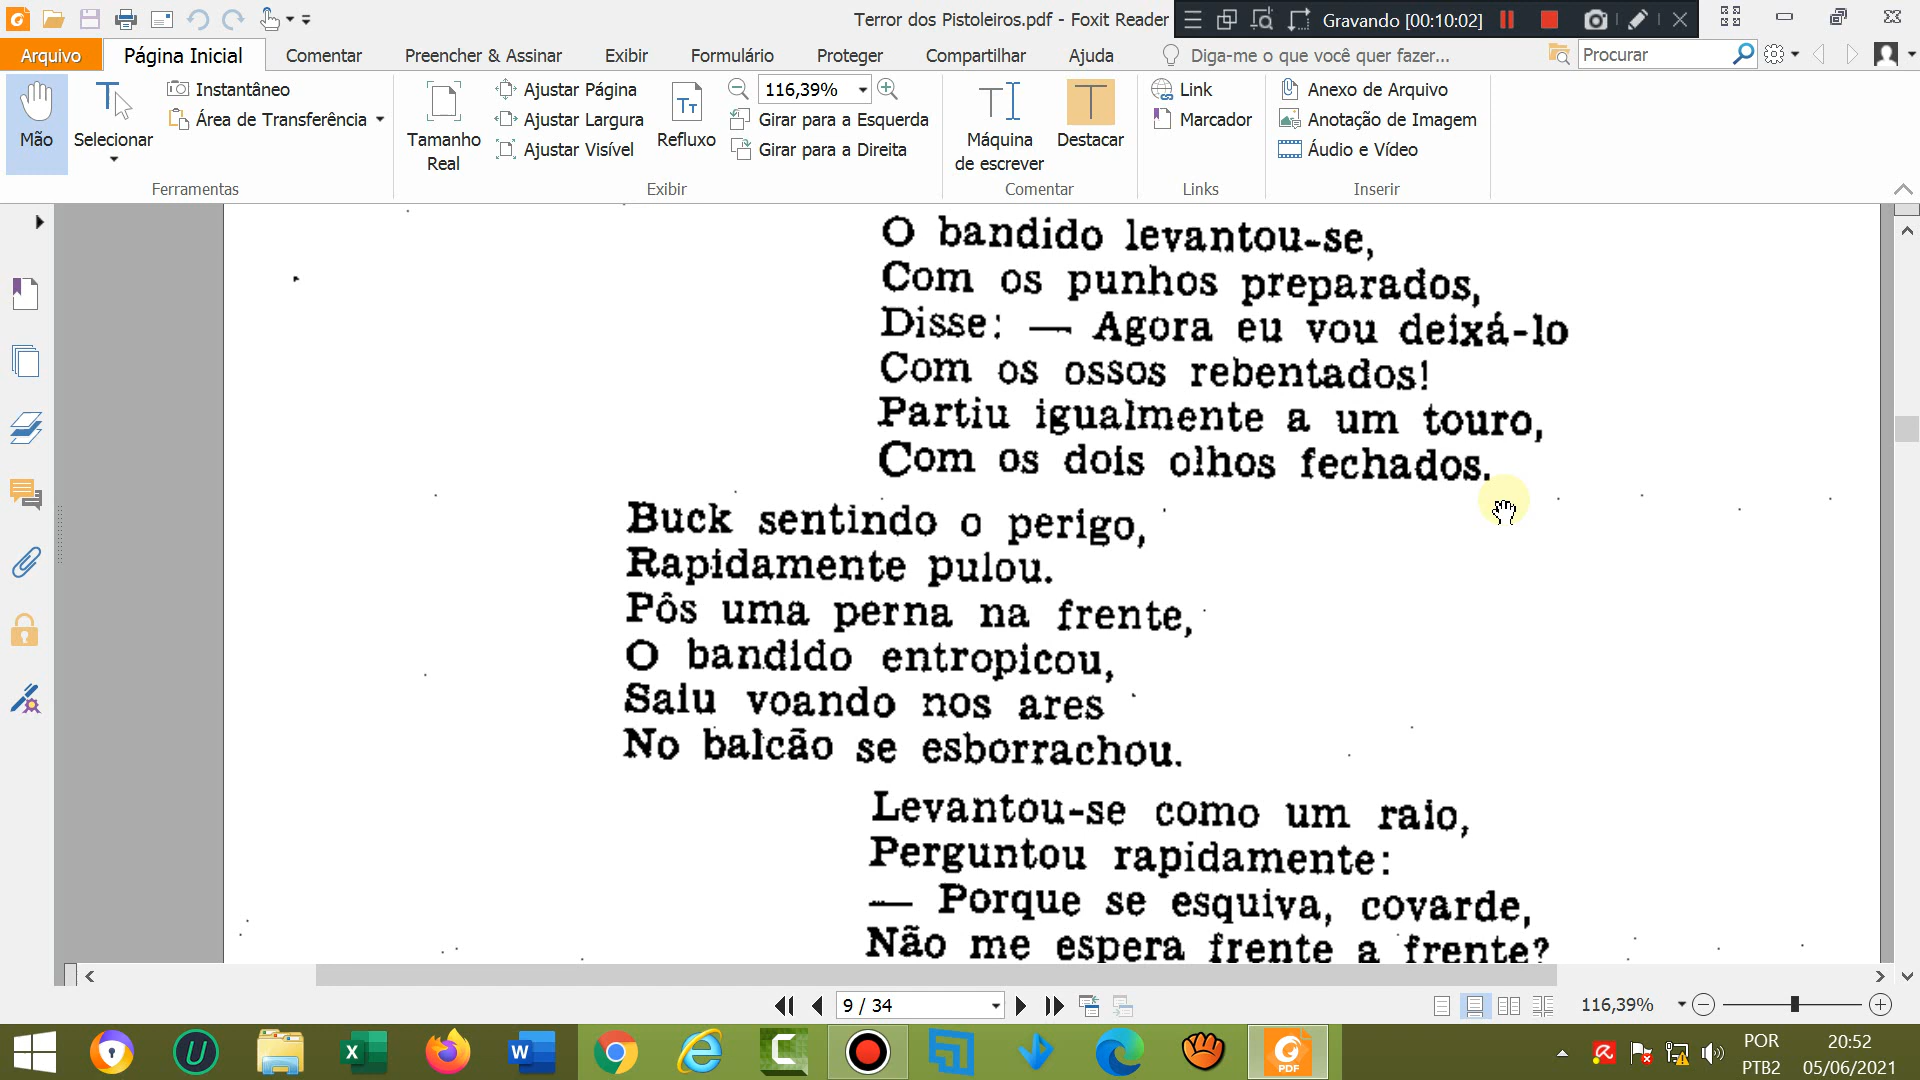 Terror dos Pistoleiros.pdf - Foxit Reader
Gravando [00:10:02]
Arquivo
Página Inicial
Comentar
Preencher & Assinar
Exibir
Formulário
Proteger
Compartilhar
Ajuda
Diga-me o que você quer fazer...
Procurar
Mão
Selecionar
Instantâneo
Área de Transferência
Ferramentas
Tamanho
Real
Ajustar Página
Ajustar Largura
Ajustar Visível
Refluxo
116,39%
Girar para a Esquerda
Girar para a Direita
Exibir
Máquina
de escrever
Destacar
Comentar
Link
Marcador
Links
Anexo de Arquivo
Anotação de Imagem
Áudio e Vídeo
Inserir
O bandido levantou-se,
Com os punhos preparados,
Disse: — Agora eu vou deixá-lo
Com os ossos rebentados!
Partiu igualmente a um touro,
Com os dois olhos fechados.
Buck sentindo o perigo,
Rapidamente pulou.
Pôs uma perna na frente,
O bandido entropicou,
Saiu voando nos ares
No balcão se esborrachou.
Levantou-se como um raio,
Perguntou rapidamente:
— Porque se esquiva, covarde,
Não me espera frente a frente?
9 / 34
116,39%
POR
PTB2
20:52
05/06/2021
PDF